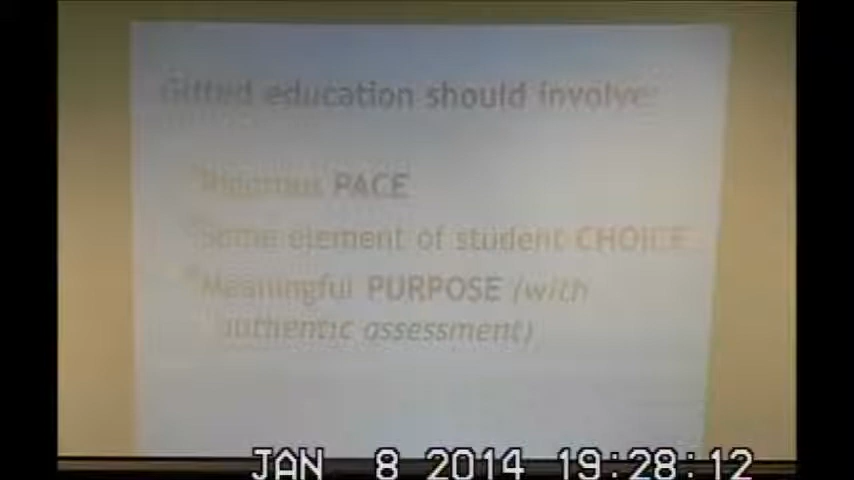 Gifted education should involve:
Rigorous PACE
Some element of student CHOICE
Meaningful PURPOSE (with
authentic assessment)
JAN 8 2014 19:28:12